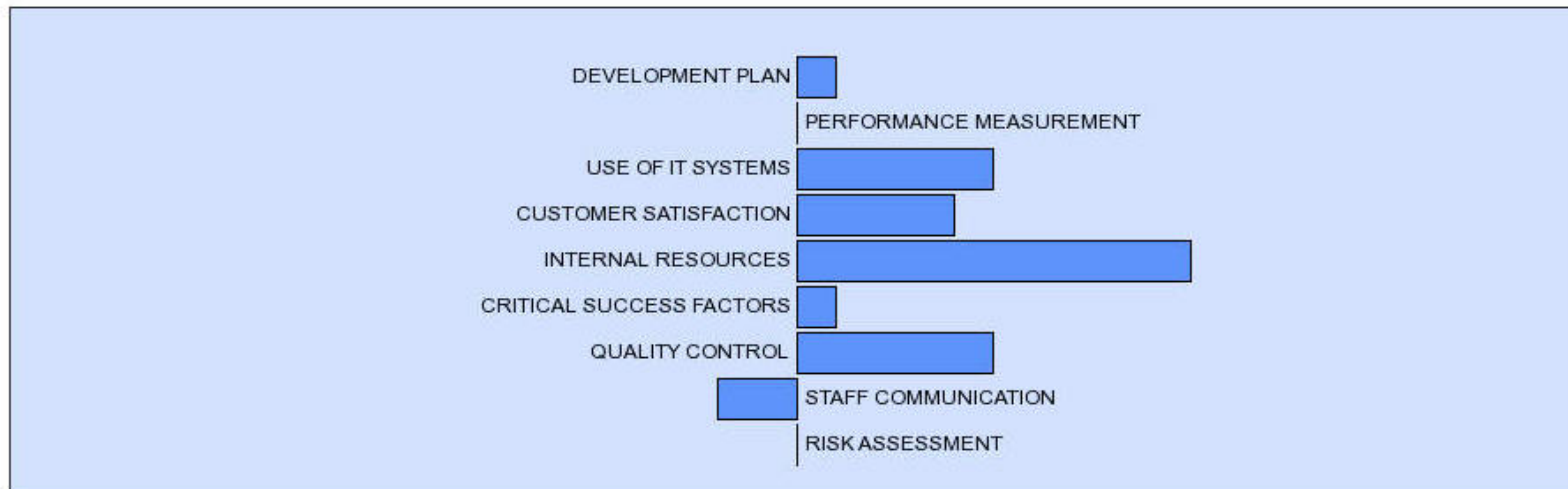 DEVELOPMENT PLAN
PERFORMANCE MEASUREMENT
USE OF IT SYSTEMS
CUSTOMER SATISFACTION
INTERNAL RESOURCES
CRITICAL SUCCESS FACTORS
QUALITY CONTROL
STAFF COMMUNICATION
RISK ASSESSMENT